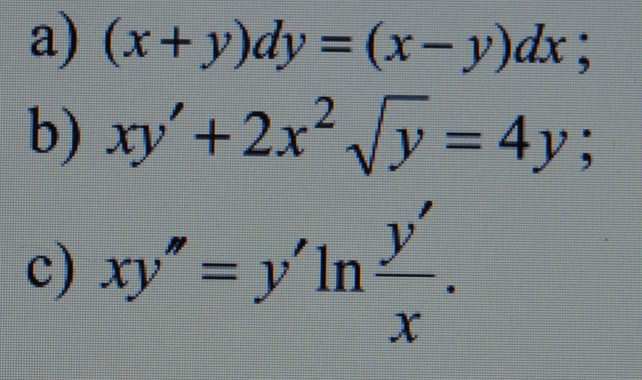 a) (x + y)dy = (x − y)dx;
b) xy′ + 2x²√y = 4y;
c) xy″ = y′ ln y′/x.